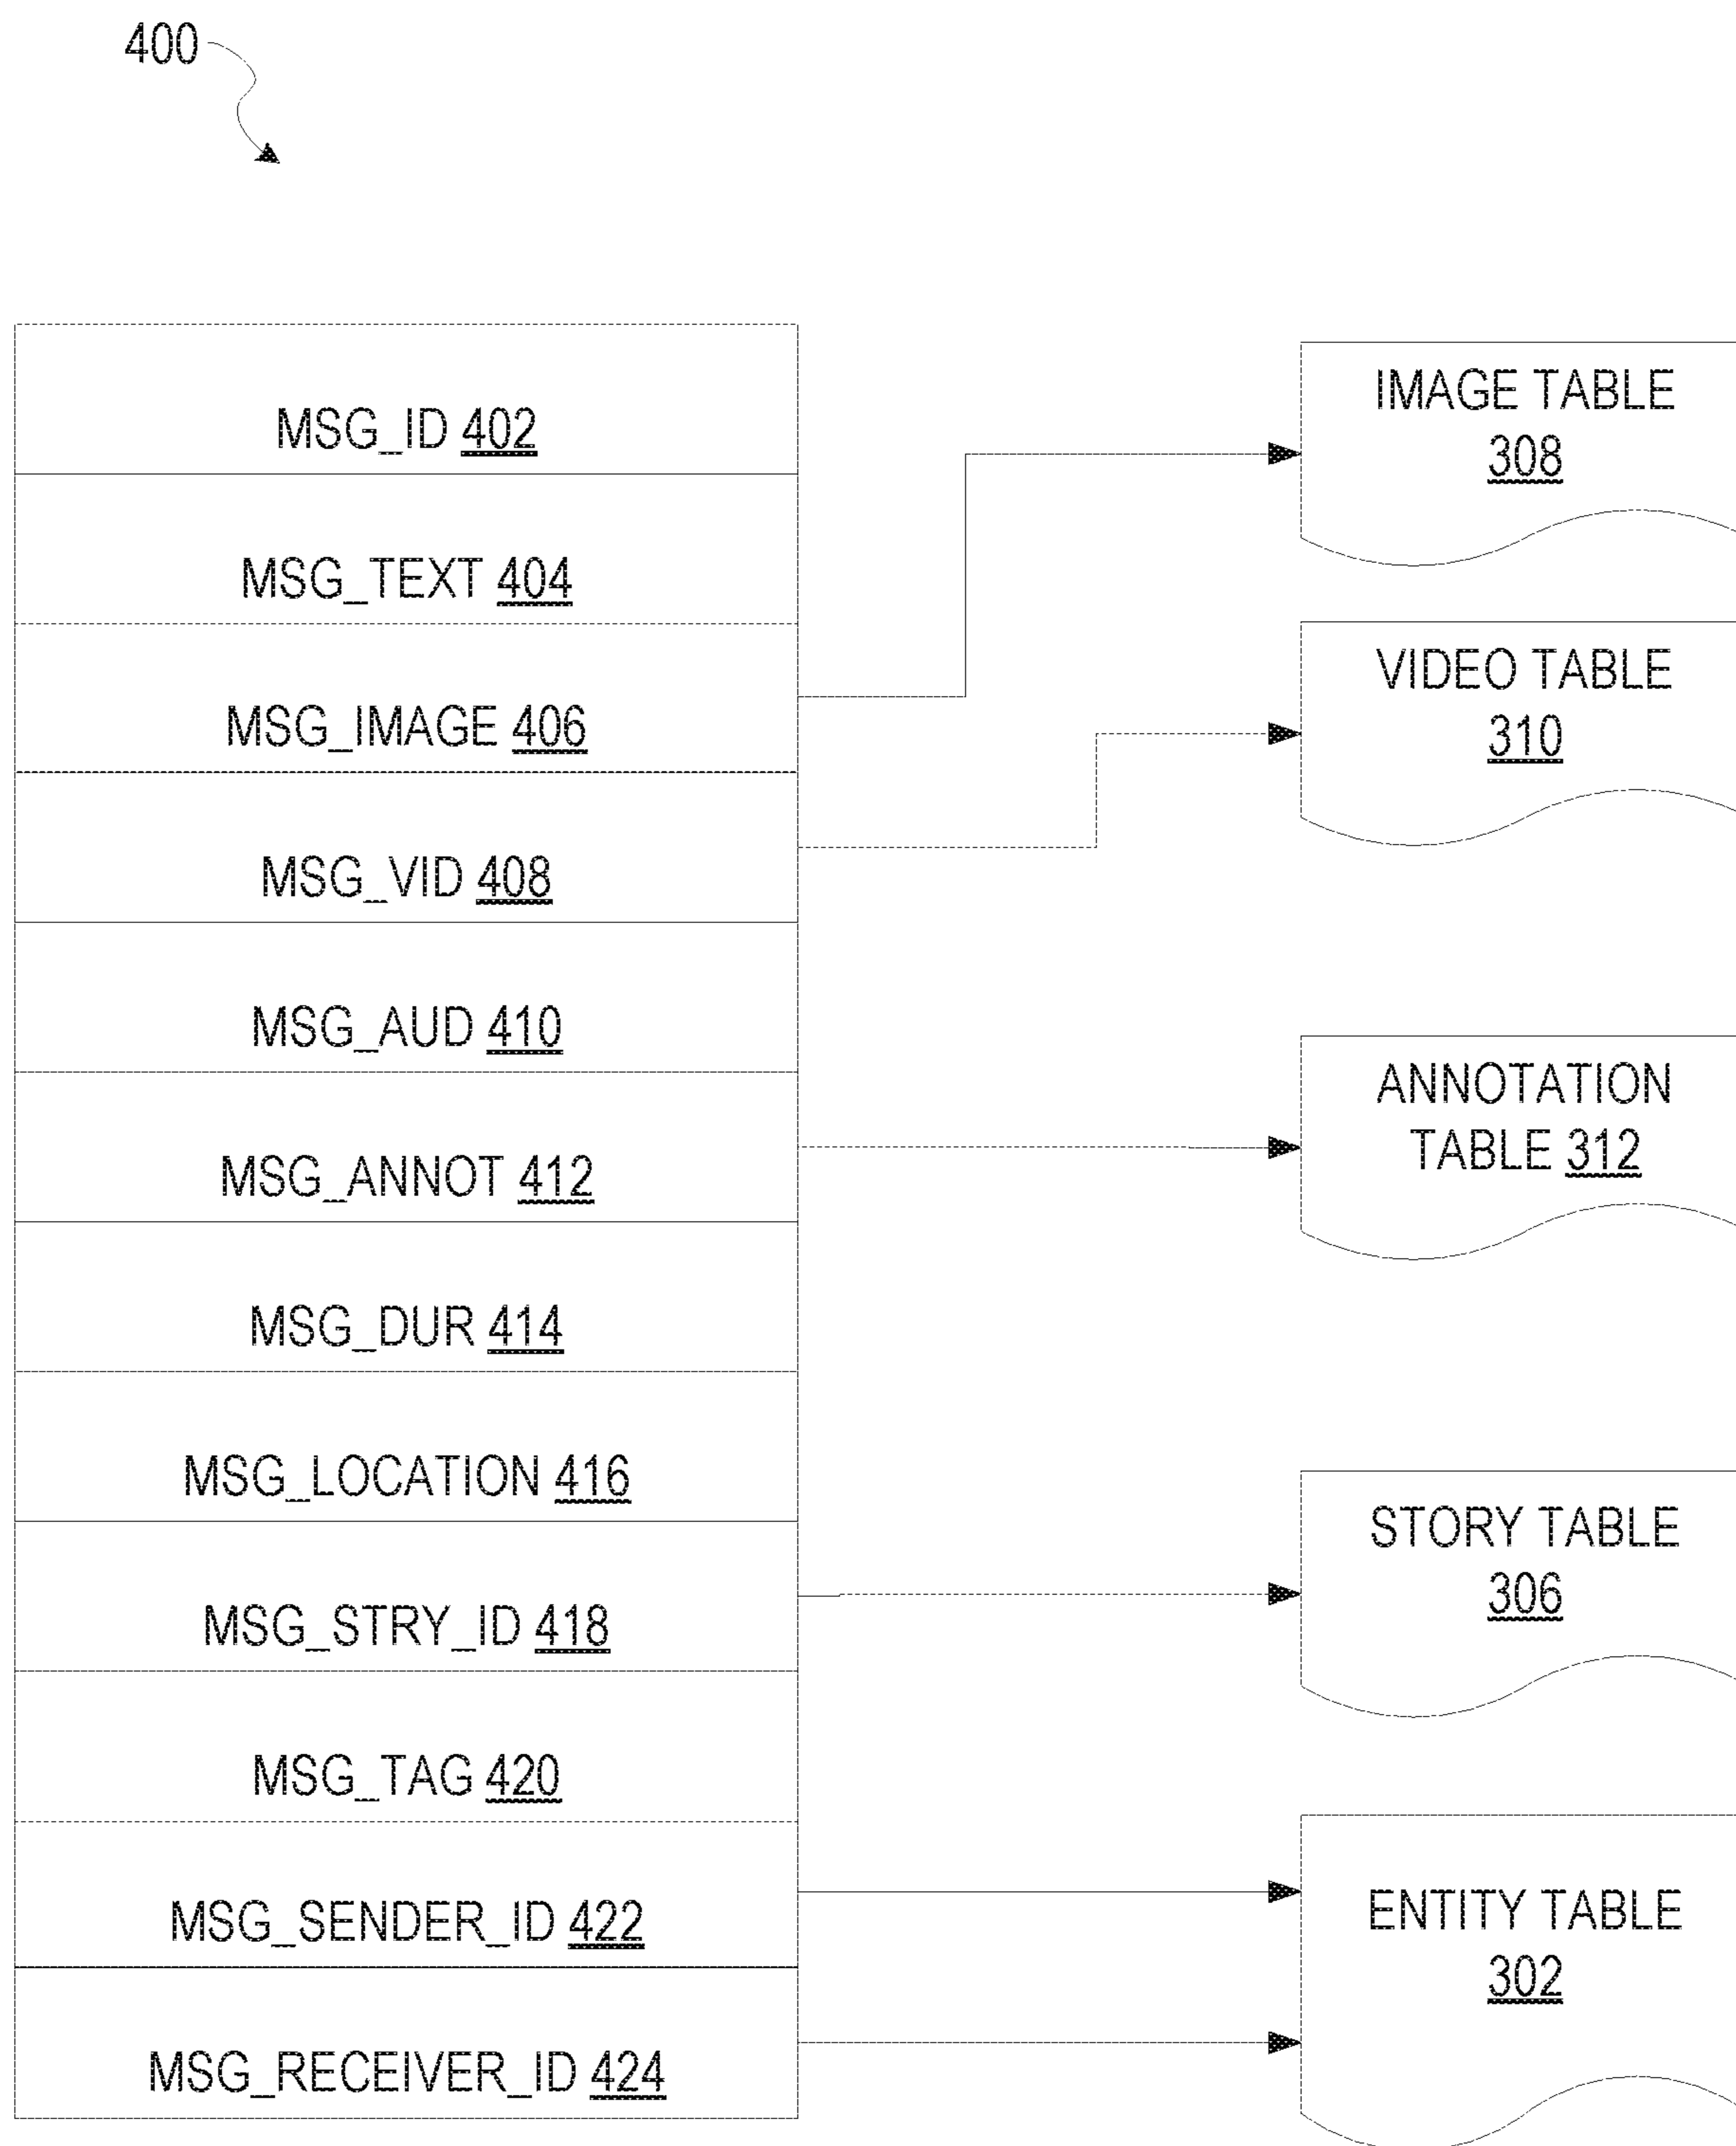 400
MSG_ID 402
MSG_TEXT 404
MSG_IMAGE 406
MSG_VID 408
MSG_AUD 410
MSG_ANNOT 412
MSG_DUR 414
MSG_LOCATION 416
MSG_STRY_ID 418
MSG_TAG 420
MSG_SENDER_ID 422
MSG_RECEIVER_ID 424
IMAGE TABLE
308
VIDEO TABLE
310
ANNOTATION
TABLE 312
STORY TABLE
306
ENTITY TABLE
302